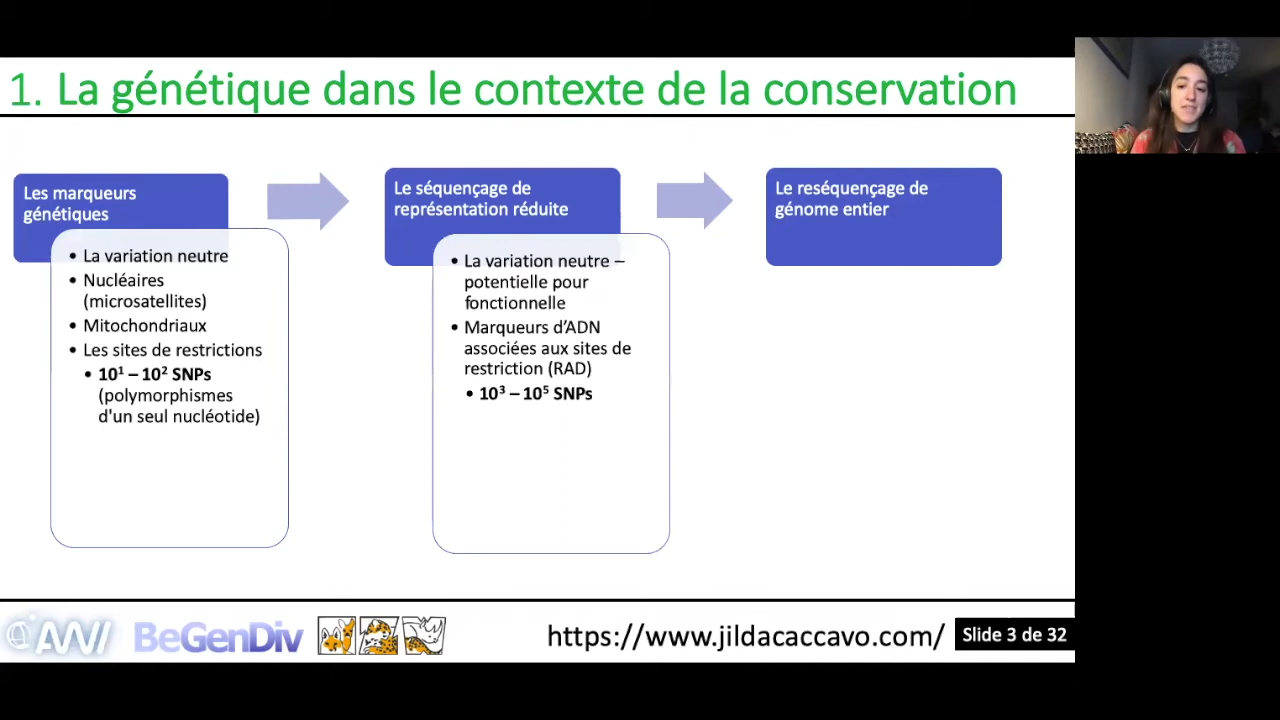 1. La génétique dans le contexte de la conservation
Les marqueurs
génétiques
• La variation neutre
• Nucléaires
(microsatellites)
• Mitochondriaux
• Les sites de restrictions
• 10¹ – 10² SNPs
(polymorphismes
d'un seul nucléotide)
Le séquençage de
représentation réduite
• La variation neutre –
potentielle pour
fonctionnelle
• Marqueurs d’ADN
associées aux sites de
restriction (RAD)
• 10³ – 10⁵ SNPs
Le reséquençage de
génome entier
AWI
BeGenDiv
https://www.jildacaccavo.com/
Slide 3 de 32